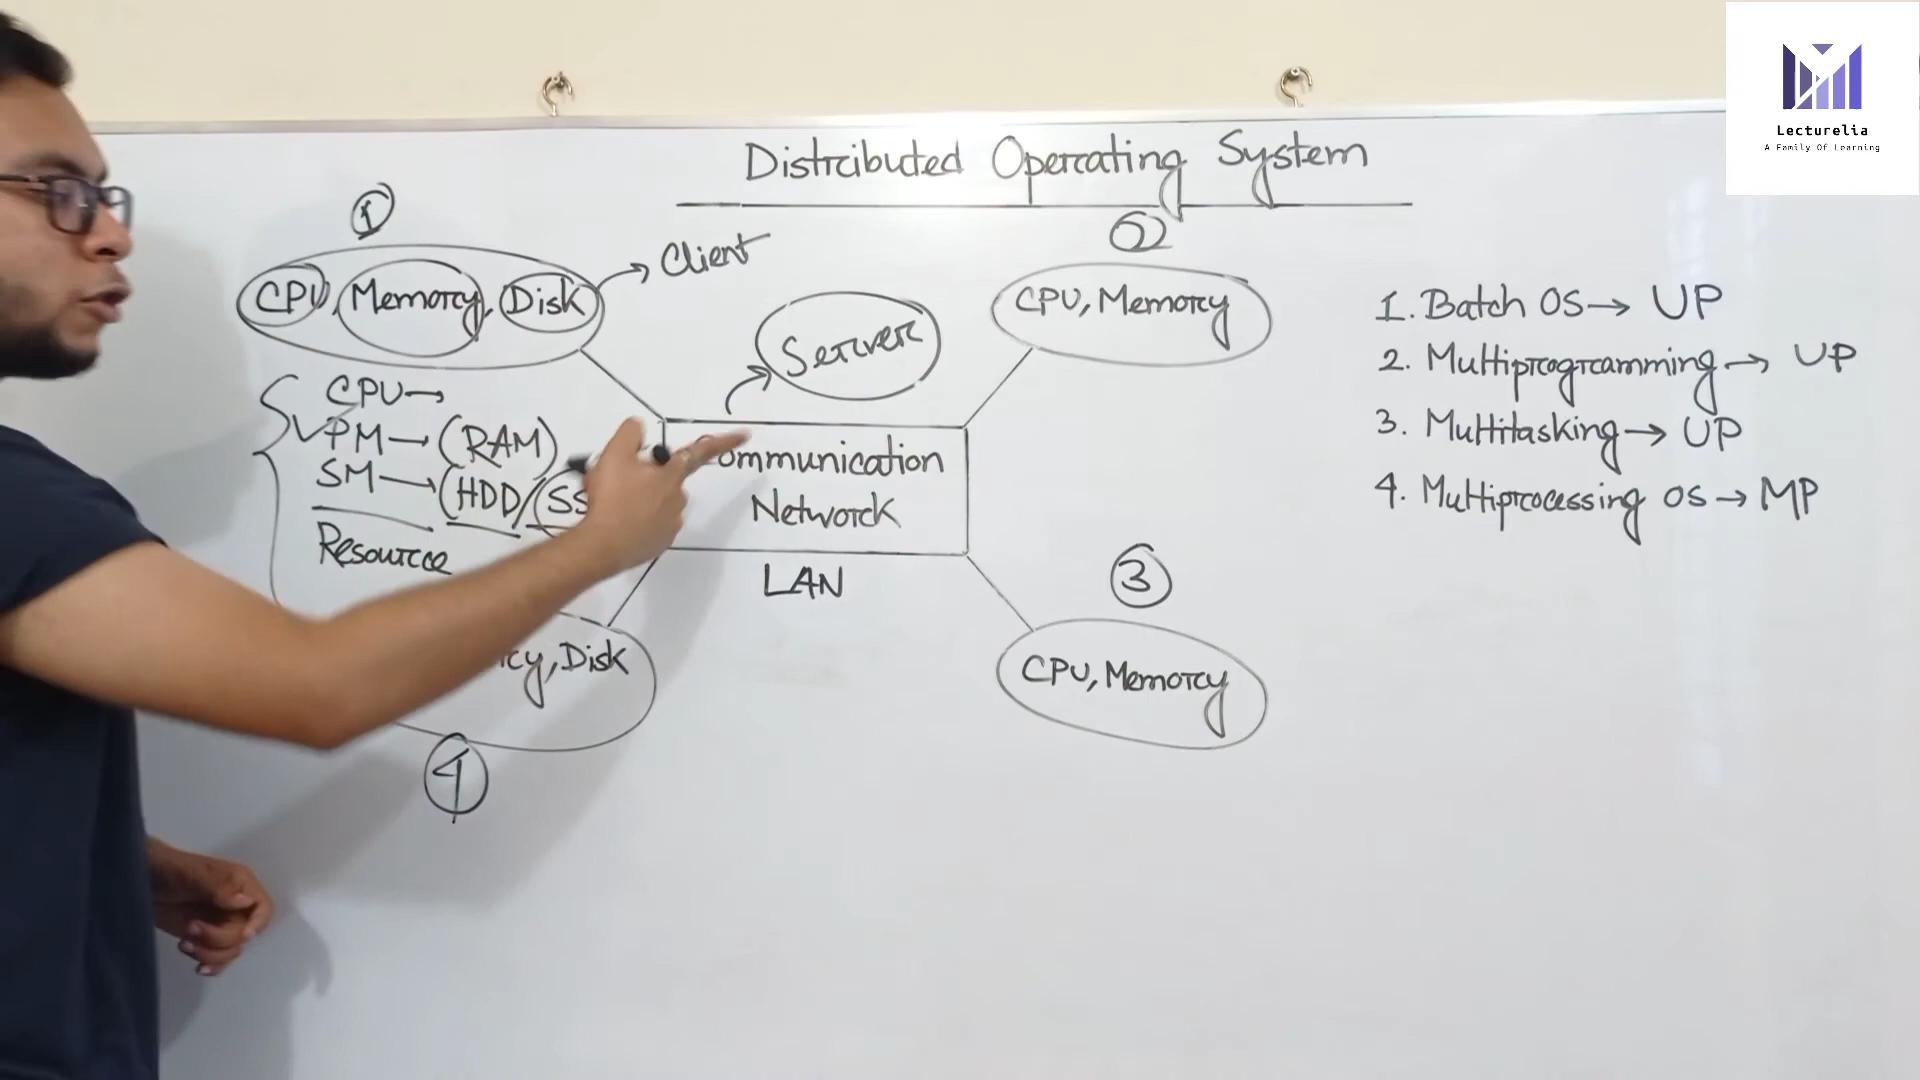 Lecturelia
A Family Of Learning
Distributed Operating System
1
CPU, Memory, Disk
Client
Server
2
CPU, Memory
CPU →
PM → (RAM)
SM → (HDD/
Resource
Network
LAN
3
CPU, Memory
Disk
4
1. Batch OS → UP
2. Multiprogramming → UP
3. Multitasking → UP
4. Multiprocessing OS → MP